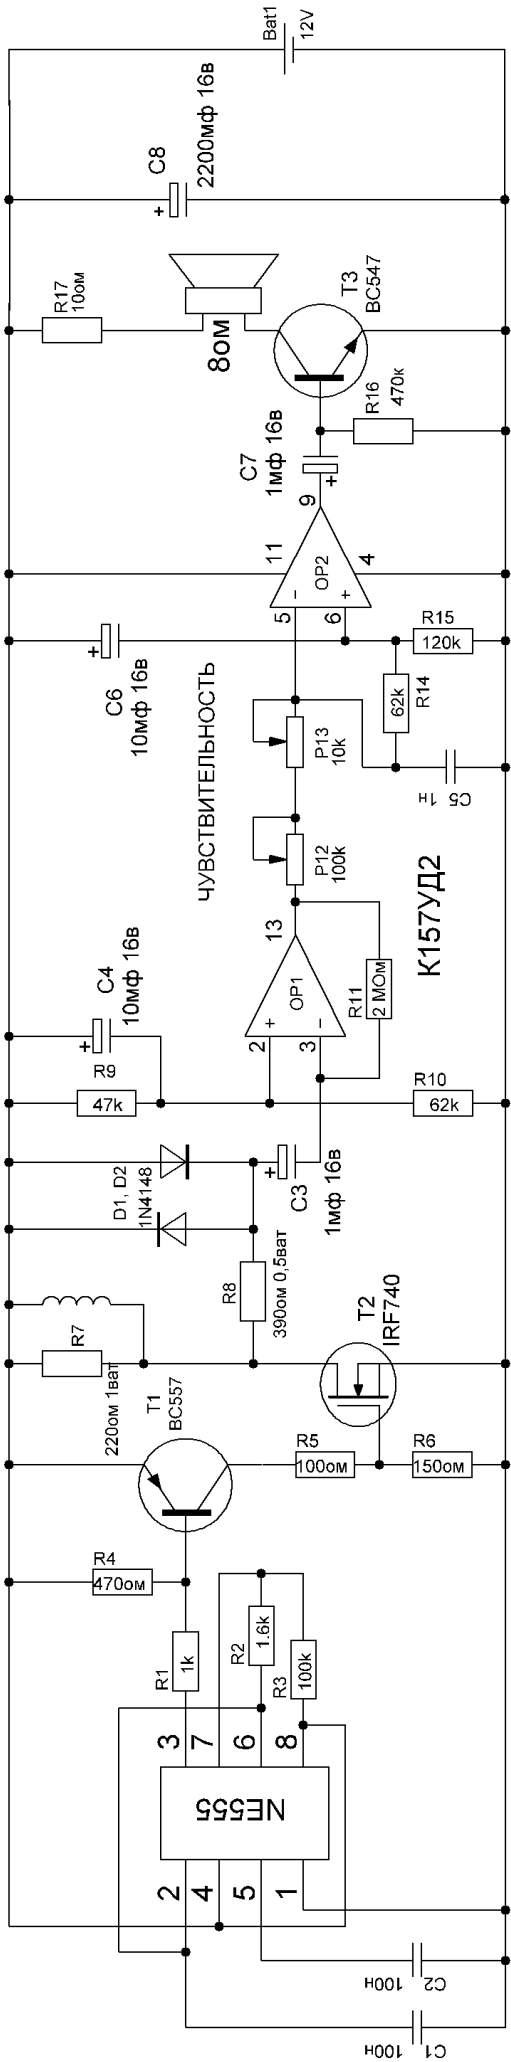 Bat1
12V
C8
2200мф 16в
+
R17
10ом
8ом
T3
BC547
R16
470к
C7
1мф 16в
+
9
11
4
OP2
-
+
5
6
R15
120k
C6
10мф 16в
+
62k
R14
ЧУВСТВИТЕЛЬНОСТЬ
P13
10k
C5 1н
P12
100k
К157УД2
13
OP1
+
-
2
3
R11
2 МОм
C4
10мф 16в
+
R9
47k
R10
62k
D1, D2
1N4148
+
C3
1мф 16в
R8
390ом 0,5ват
R7
220ом 1ват
T2
IRF740
T1
BC557
R5
100ом
R6
150ом
R4
470ом
R1
1k
R2
1.6k
R3
100k
3
7
6
8
NE555
2
4
5
1
C2
100н
C1
100н